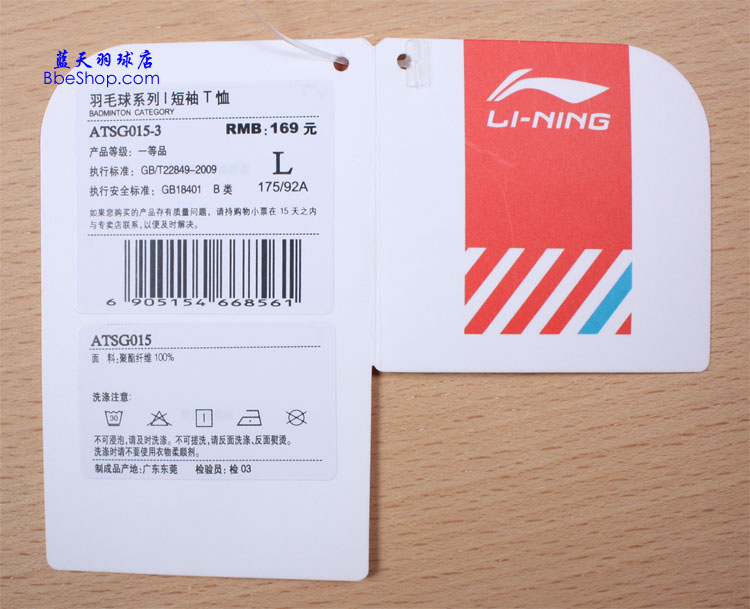 蓝天羽球店
BbeShop.com
羽毛球系列 | 短袖T恤
BADMINTON CATEGORY
ATSG015-3 RMB: 169 元
产品等级: 一等品
执行标准: GB/T22849-2009 L
执行安全标准: GB18401 B 类 175/92A
如果您购买的产品存有质量问题, 请持购物小票在 15 天之内
与专卖店联系, 以便及时解决。
6 905154 668561
ATSG015
面 料:聚酯纤维 100%
洗涤注意:
30
不可浸泡,请及时洗涤。不可搓洗,请反面洗涤、反面熨烫。
洗涤时请不要使用衣物柔顺剂。
制成品产地: 广东东莞 检验员: 检 03
LI-NING